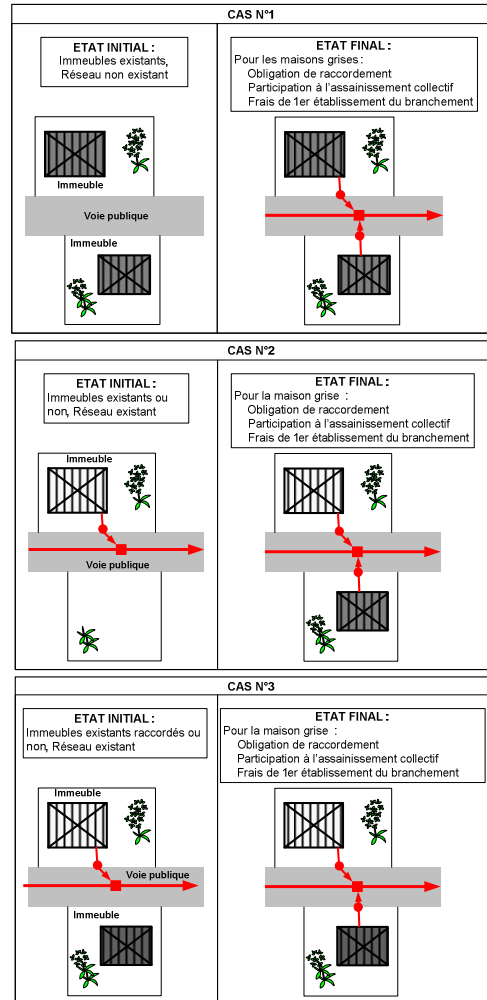 CAS N°1
ETAT INITIAL :
Immeubles existants,
Réseau non existant
ETAT FINAL :
Pour les maisons grises :
Obligation de raccordement
Participation à l'assainissement collectif
Frais de 1er établissement du branchement
Immeuble
Voie publique
Immeuble
CAS N°2
ETAT INITIAL :
Immeubles existants ou
non, Réseau existant
ETAT FINAL :
Pour la maison grise :
Obligation de raccordement
Participation à l'assainissement collectif
Frais de 1er établissement du branchement
Immeuble
Voie publique
CAS N°3
ETAT INITIAL :
Immeubles existants raccordés ou
non, Réseau existant
ETAT FINAL :
Pour la maison grise :
Obligation de raccordement
Participation à l'assainissement collectif
Frais de 1er établissement du branchement
Immeuble
Voie publique
Immeuble